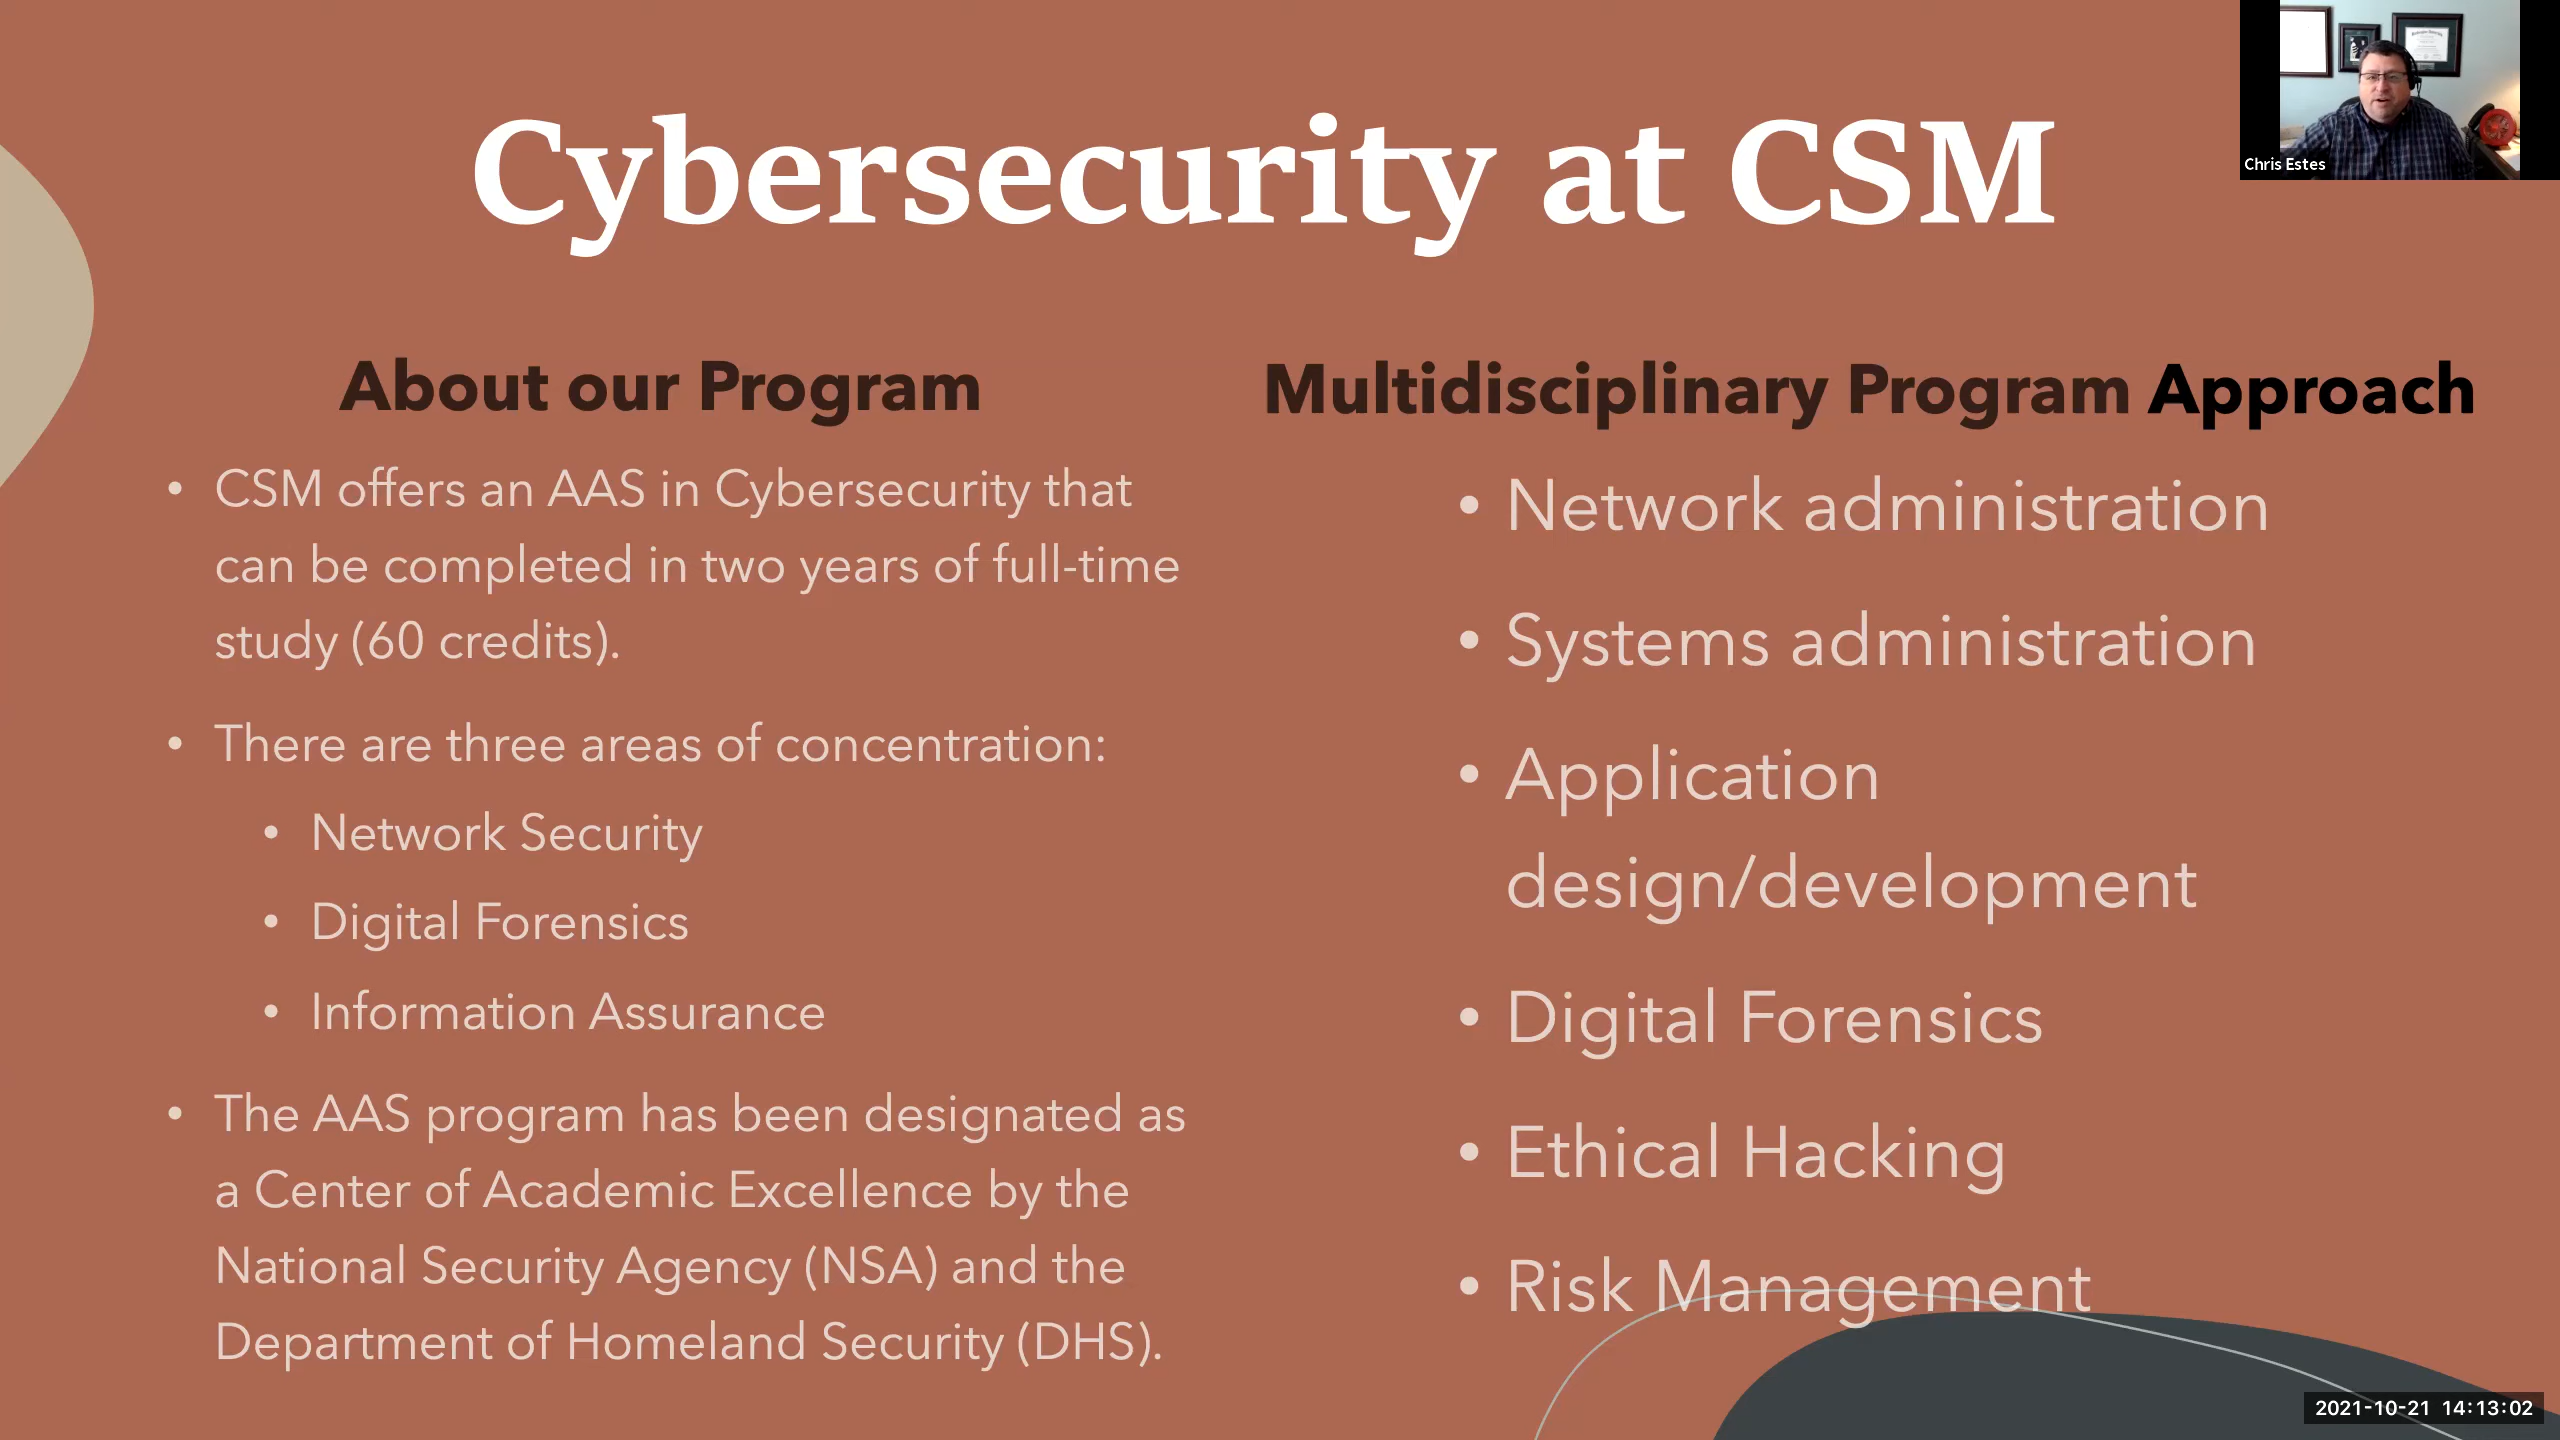 Cybersecurity at CSM
Chris Estes
About our Program
• CSM offers an AAS in Cybersecurity that
can be completed in two years of full-time
study (60 credits).
• There are three areas of concentration:
• Network Security
• Digital Forensics
• Information Assurance
• The AAS program has been designated as
a Center of Academic Excellence by the
National Security Agency (NSA) and the
Department of Homeland Security (DHS).
Multidisciplinary Program Approach
• Network administration
• Systems administration
• Application
design/development
• Digital Forensics
• Ethical Hacking
• Risk Management
2021-10-21 14:13:02